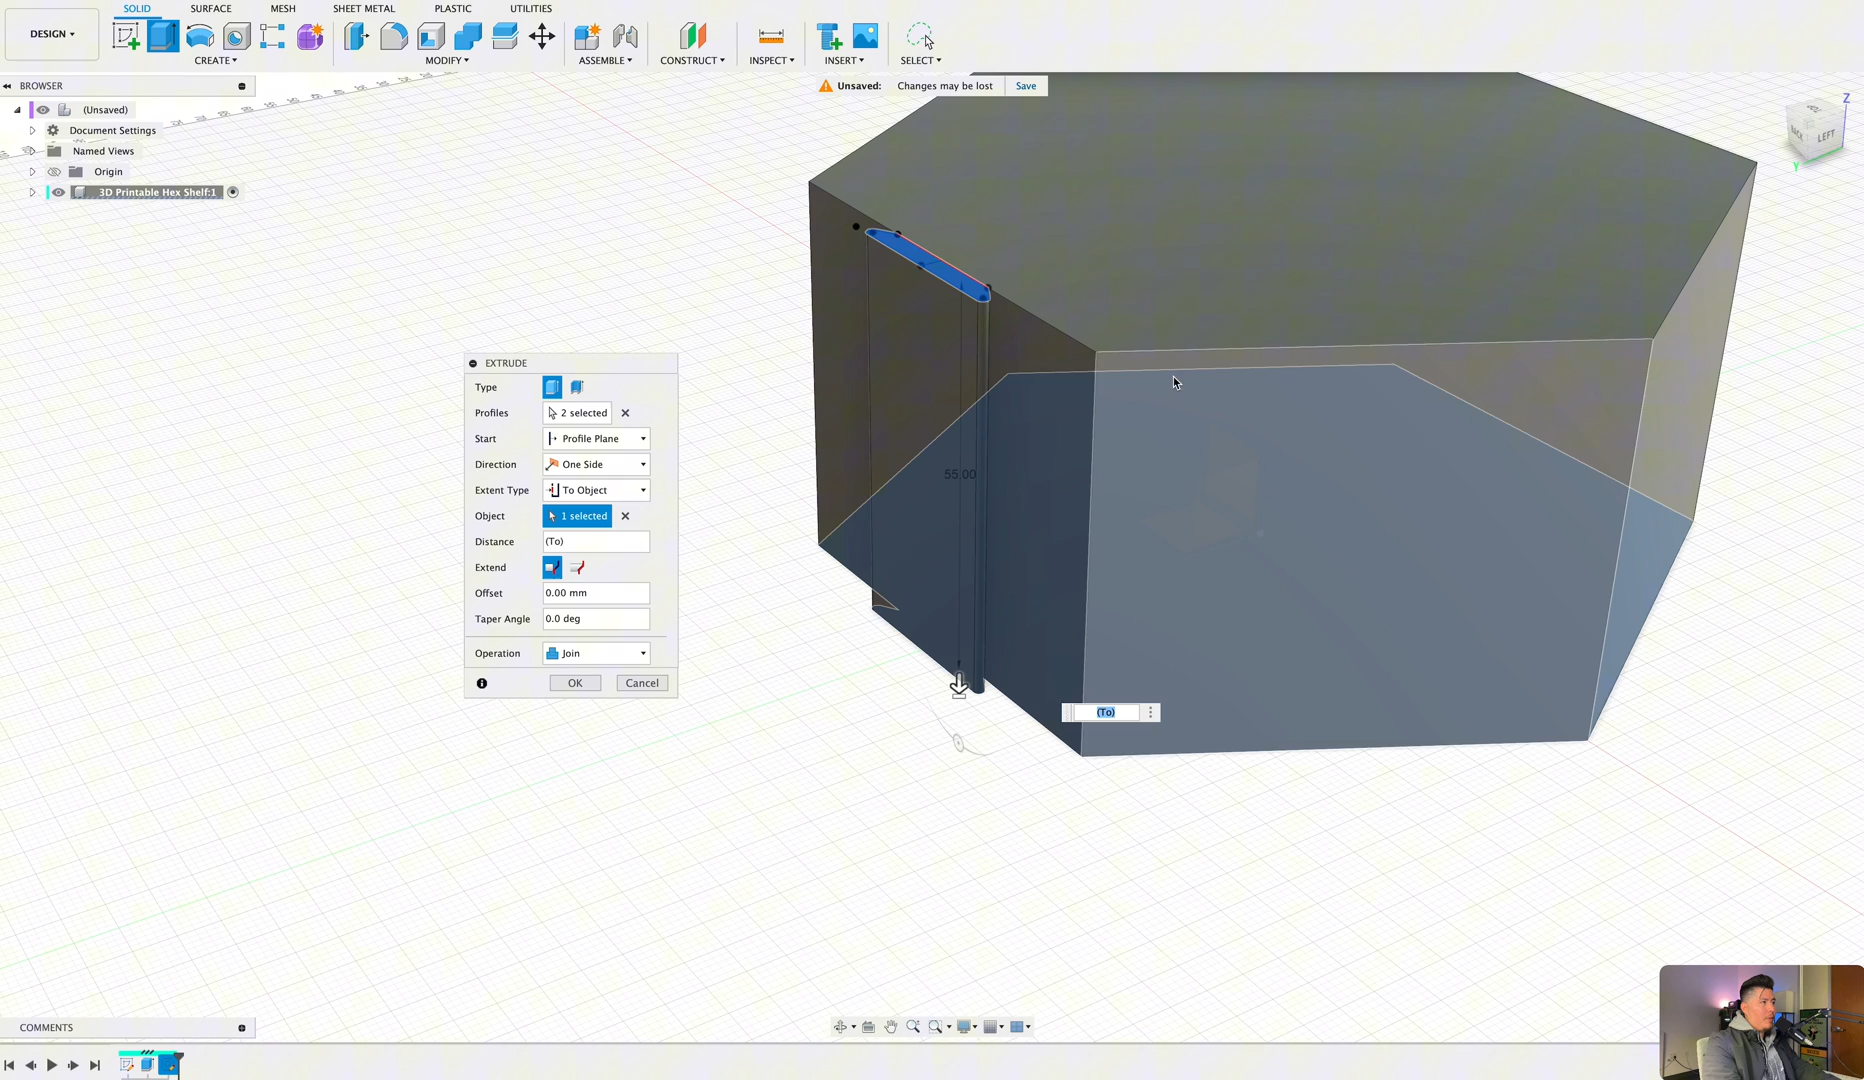 SOLID
SURFACE
MESH
SHEET METAL
PLASTIC
UTILITIES
DESIGN
CREATE
MODIFY
ASSEMBLE
CONSTRUCT
INSPECT
INSERT
SELECT
BROWSER
Unsaved: Changes may be lost Save
(Unsaved)
Document Settings
Named Views
Origin
3D Printable Hex Shelf:1
Z
BACK
LEFT
Y
EXTRUDE
Type
Profiles 2 selected
Start Profile Plane
Direction One Side
Extent Type To Object
Object 1 selected
Distance (To)
Extend
Offset 0.00 mm
Taper Angle 0.0 deg
Operation Join
OK Cancel
55.00
(To)
COMMENTS